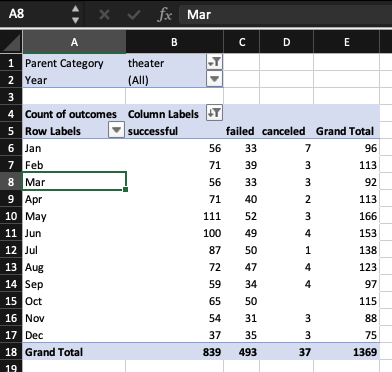 A8 fx Mar
A B C D E
1 Parent Category theater
2 Year (All)
3
4 Count of outcomes Column Labels
5 Row Labels successful failed canceled Grand Total
6 Jan 56 33 7 96
7 Feb 71 39 3 113
8 Mar 56 33 3 92
9 Apr 71 40 2 113
10 May 111 52 3 166
11 Jun 100 49 4 153
12 Jul 87 50 1 138
13 Aug 72 47 4 123
14 Sep 59 34 4 97
15 Oct 65 50 115
16 Nov 54 31 3 88
17 Dec 37 35 3 75
18 Grand Total 839 493 37 1369
19